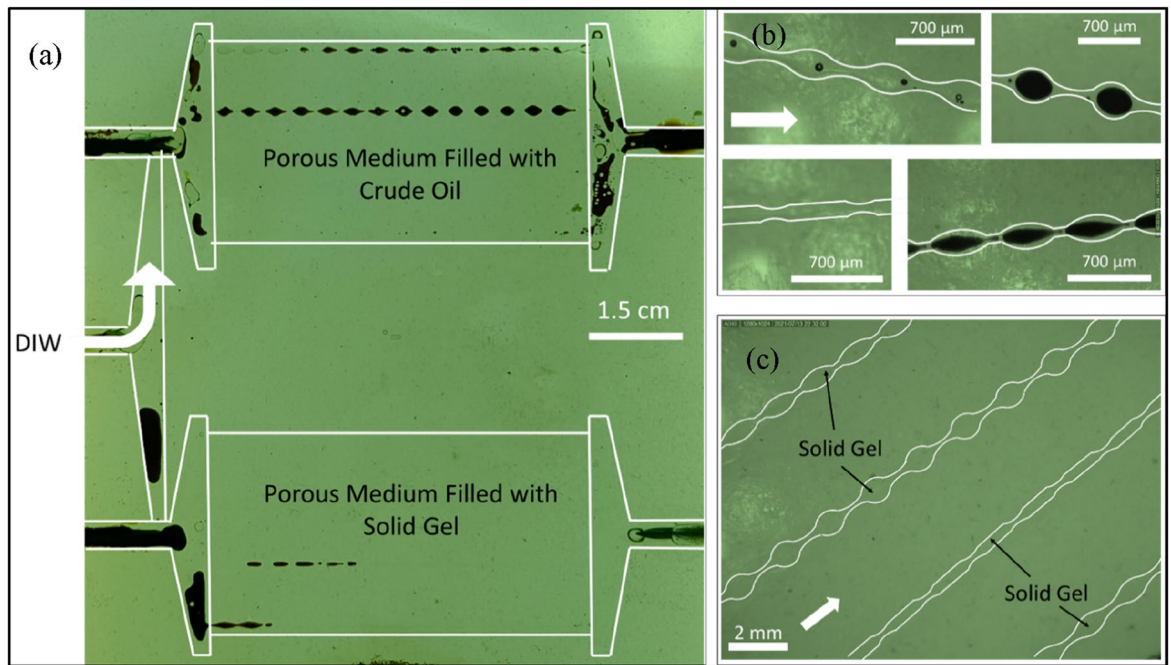 (a)
Porous Medium Filled with
Crude Oil
1.5 cm
DIW
Porous Medium Filled with
Solid Gel
(b)
700 µm
700 µm
700 µm
700 µm
(c)
Solid Gel
Solid Gel
2 mm